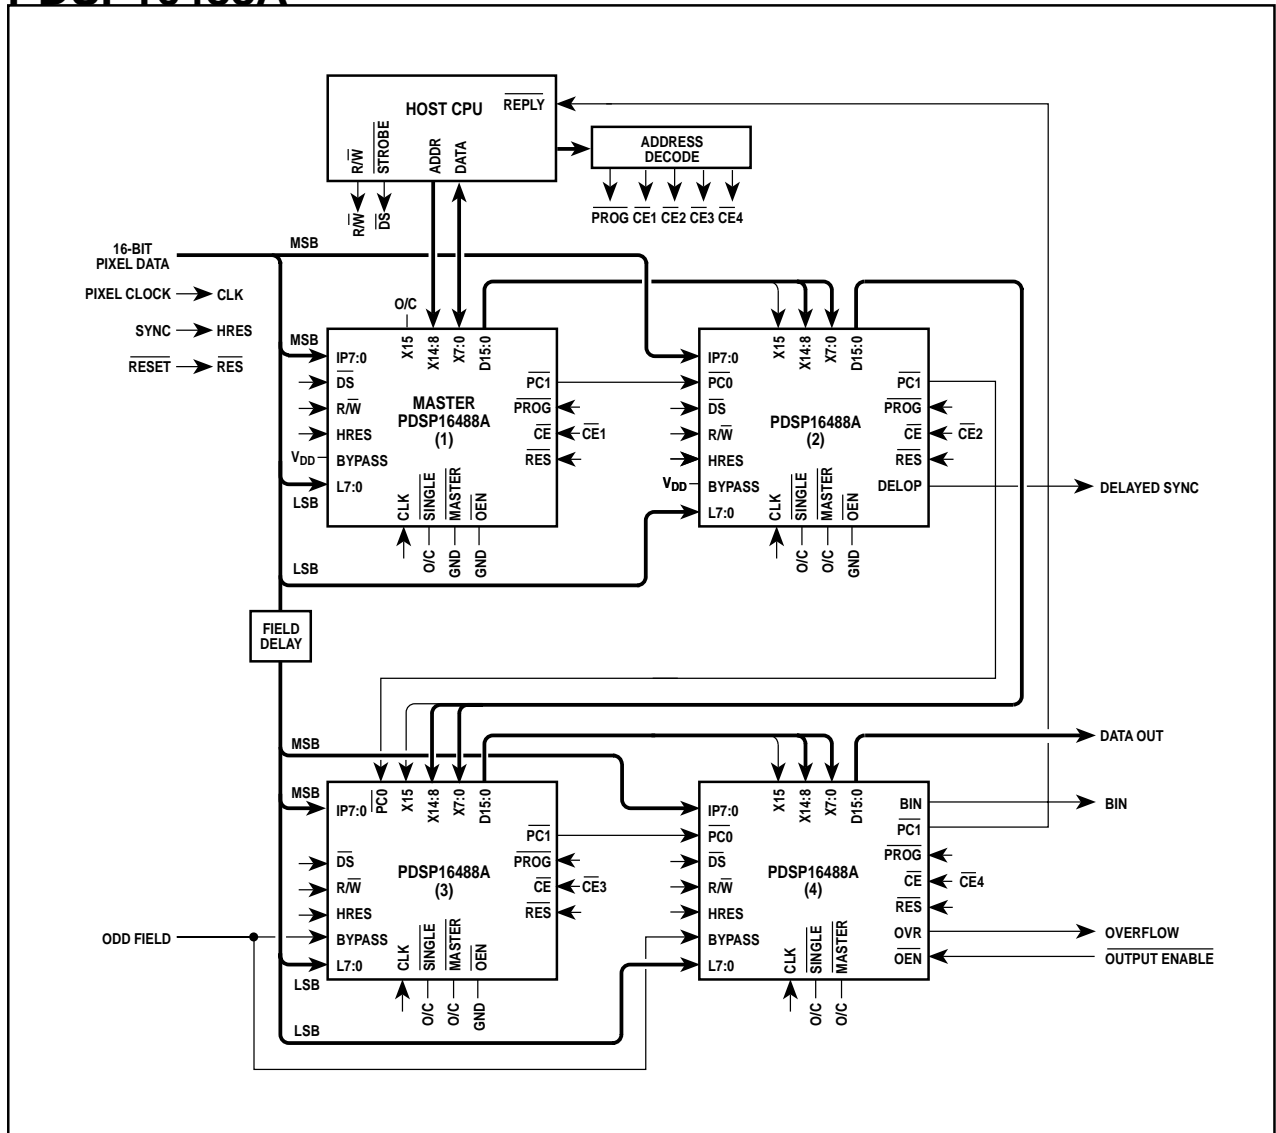 PDSP16488A
HOST CPU
REPLY
R/W
STROBE
ADDR
DATA
ADDRESS
DECODE
R/W
DS
PROG CE1 CE2 CE3 CE4
16-BIT
PIXEL DATA
MSB
PIXEL CLOCK CLK
SYNC HRES
RESET RES
O/C
MSB
IP7:0
X15
X14:8
X7:0
D15:0
DS
R/W
HRES
VDD BYPASS
L7:0
LSB
MASTER
PDSP16488A
(1)
PC1
PROG
CE CE1
RES
CLK
SINGLE
MASTER
OEN
O/C
GND
GND
LSB
IP7:0
X15
X14:8
X7:0
D15:0
PC0
DS
R/W
HRES
VDD BYPASS
L7:0
PDSP16488A
(2)
PC1
PROG
CE CE2
RES
DELOP
DELAYED SYNC
CLK
SINGLE
MASTER
OEN
O/C
O/C
GND
FIELD
DELAY
MSB
MSB
IP7:0
PC0
X15
X14:8
X7:0
D15:0
DS
R/W
HRES
ODD FIELD
BYPASS
L7:0
LSB
PDSP16488A
(3)
PC1
PROG
CE CE3
RES
CLK
SINGLE
MASTER
OEN
O/C
O/C
GND
LSB
IP7:0
X15
X14:8
X7:0
D15:0
DATA OUT
PC0
DS
R/W
HRES
BYPASS
L7:0
PDSP16488A
(4)
BIN BIN
PC1
PROG
CE CE4
RES
OVR OVERFLOW
OEN OUTPUT ENABLE
CLK
SINGLE
MASTER
O/C
O/C